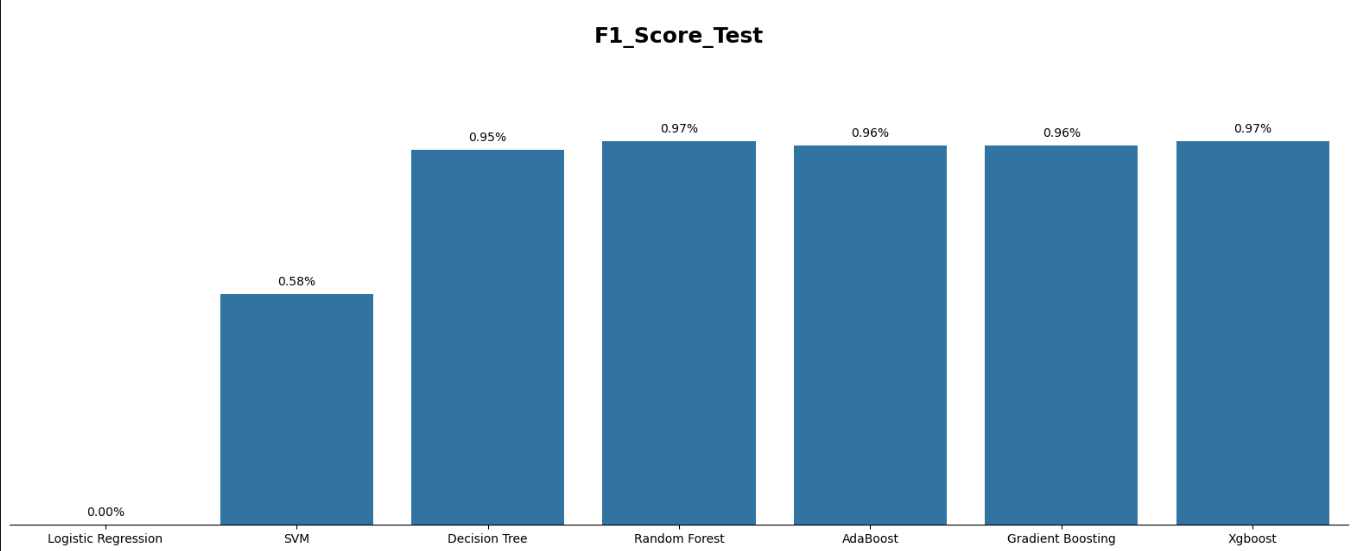 F1_Score_Test
0.00%
0.58%
0.95%
0.97%
0.96%
0.96%
0.97%
Logistic Regression
SVM
Decision Tree
Random Forest
AdaBoost
Gradient Boosting
Xgboost